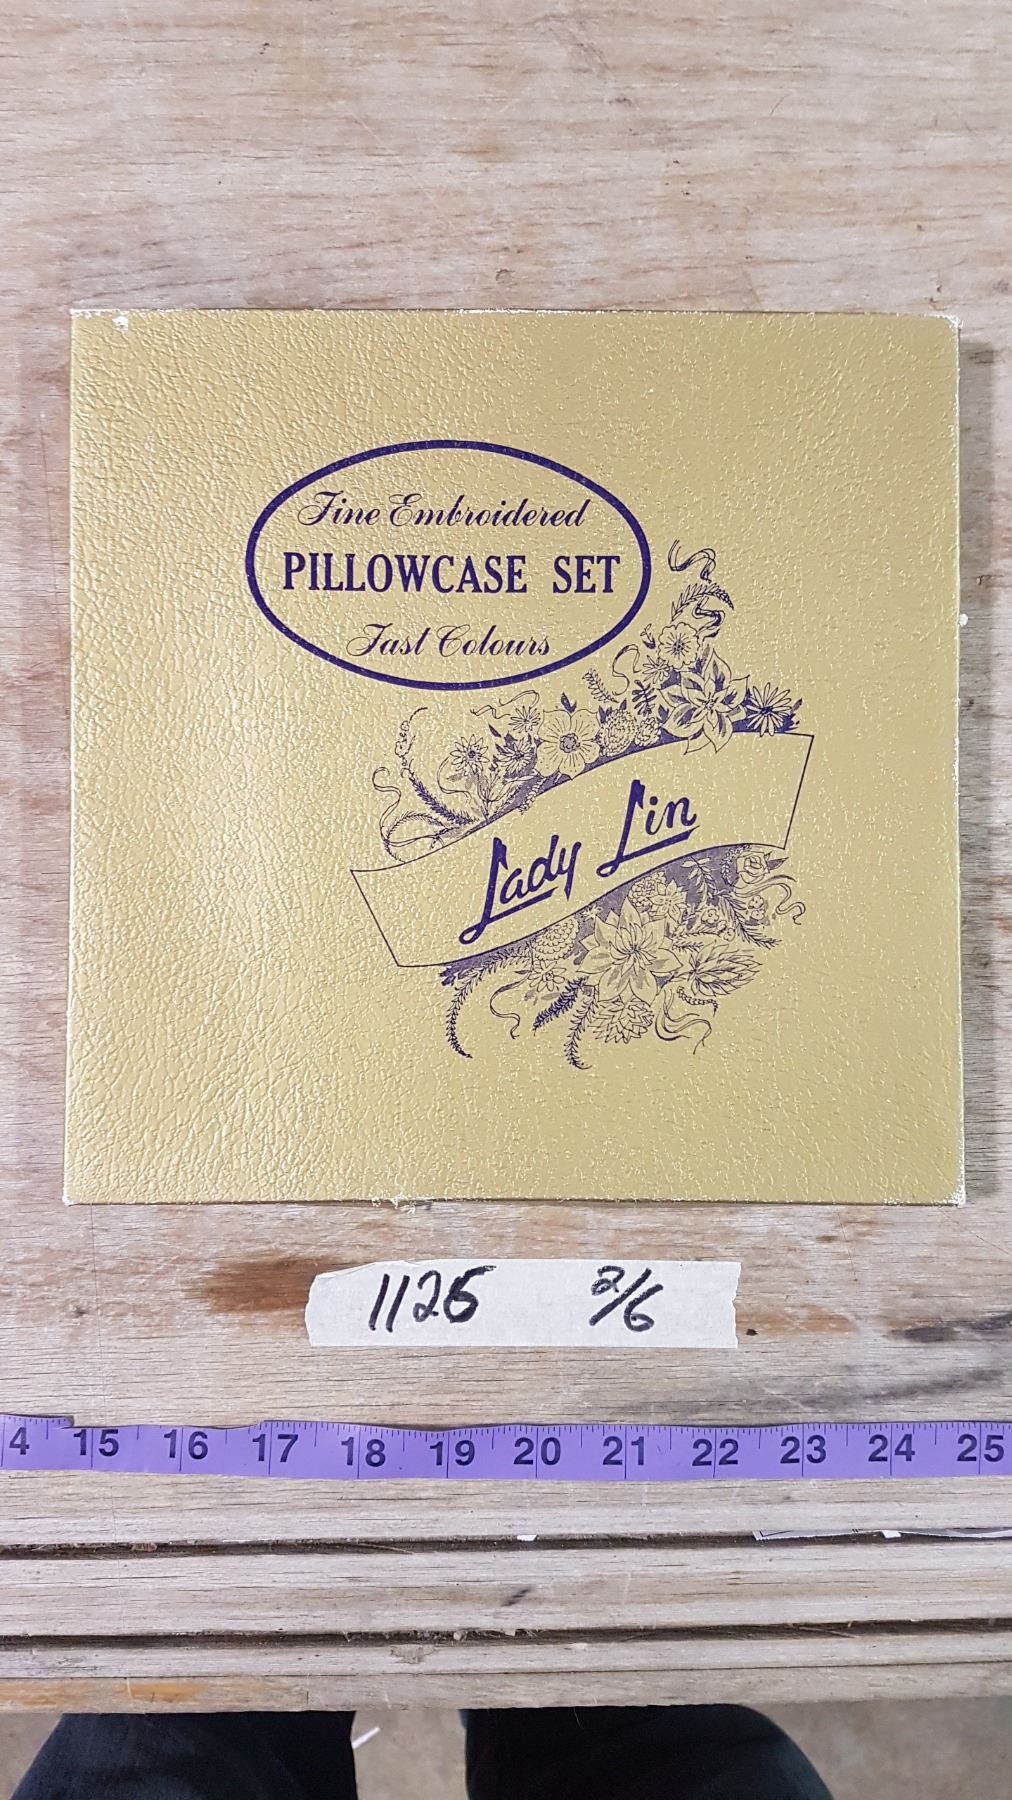 Fine Embroidered
PILLOWCASE SET
Fast Colours
Lady Lin
1126 2/6
4 15 16 17 18 19 20 21 22 23 24 25